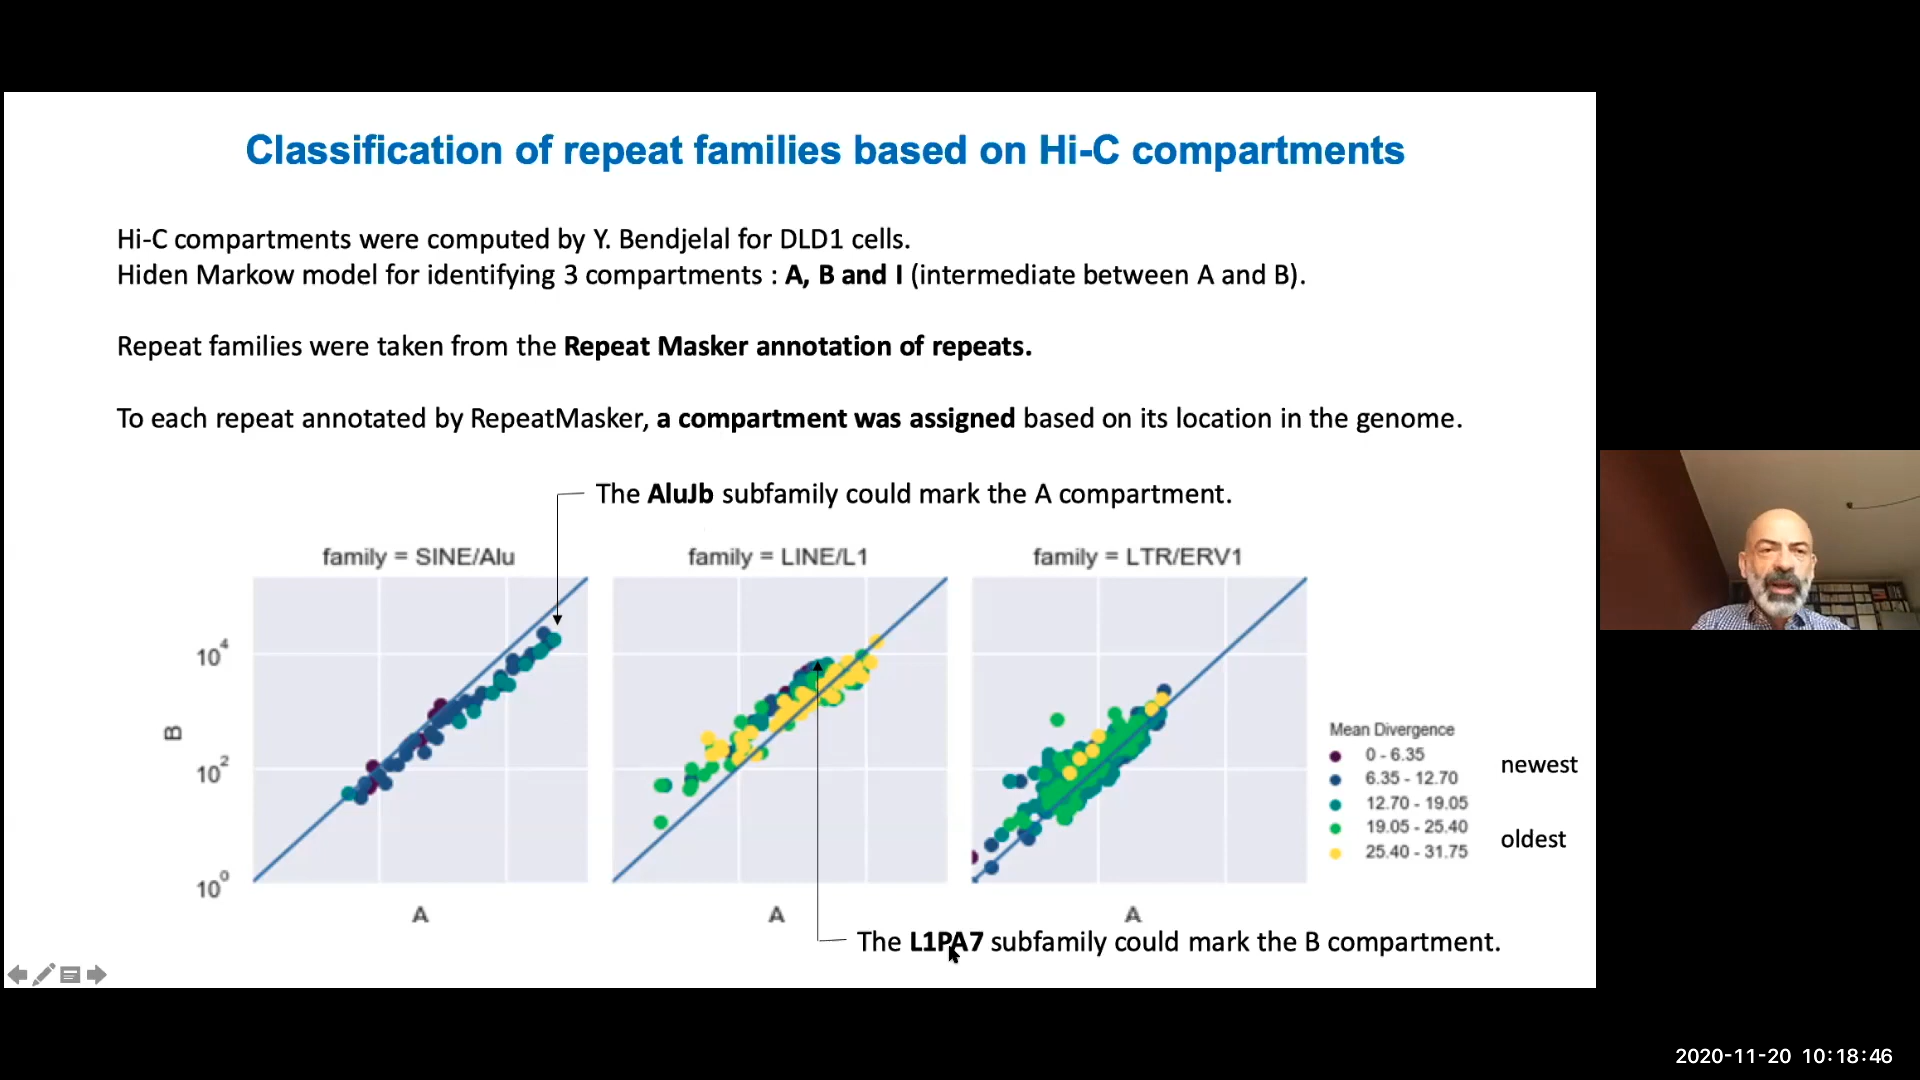 Classification of repeat families based on Hi-C compartments
Hi-C compartments were computed by Y. Bendjelal for DLD1 cells.
Hiden Markow model for identifying 3 compartments : A, B and I (intermediate between A and B).
Repeat families were taken from the Repeat Masker annotation of repeats.
To each repeat annotated by RepeatMasker, a compartment was assigned based on its location in the genome.
The AluJb subfamily could mark the A compartment.
family = SINE/Alu
family = LINE/L1
family = LTR/ERV1
10⁴
10²
10⁰
B
A
A
A
Mean Divergence
0 - 6.35
6.35 - 12.70
12.70 - 19.05
19.05 - 25.40
25.40 - 31.75
newest
oldest
The L1PA7 subfamily could mark the B compartment.
2020-11-20 10:18:46